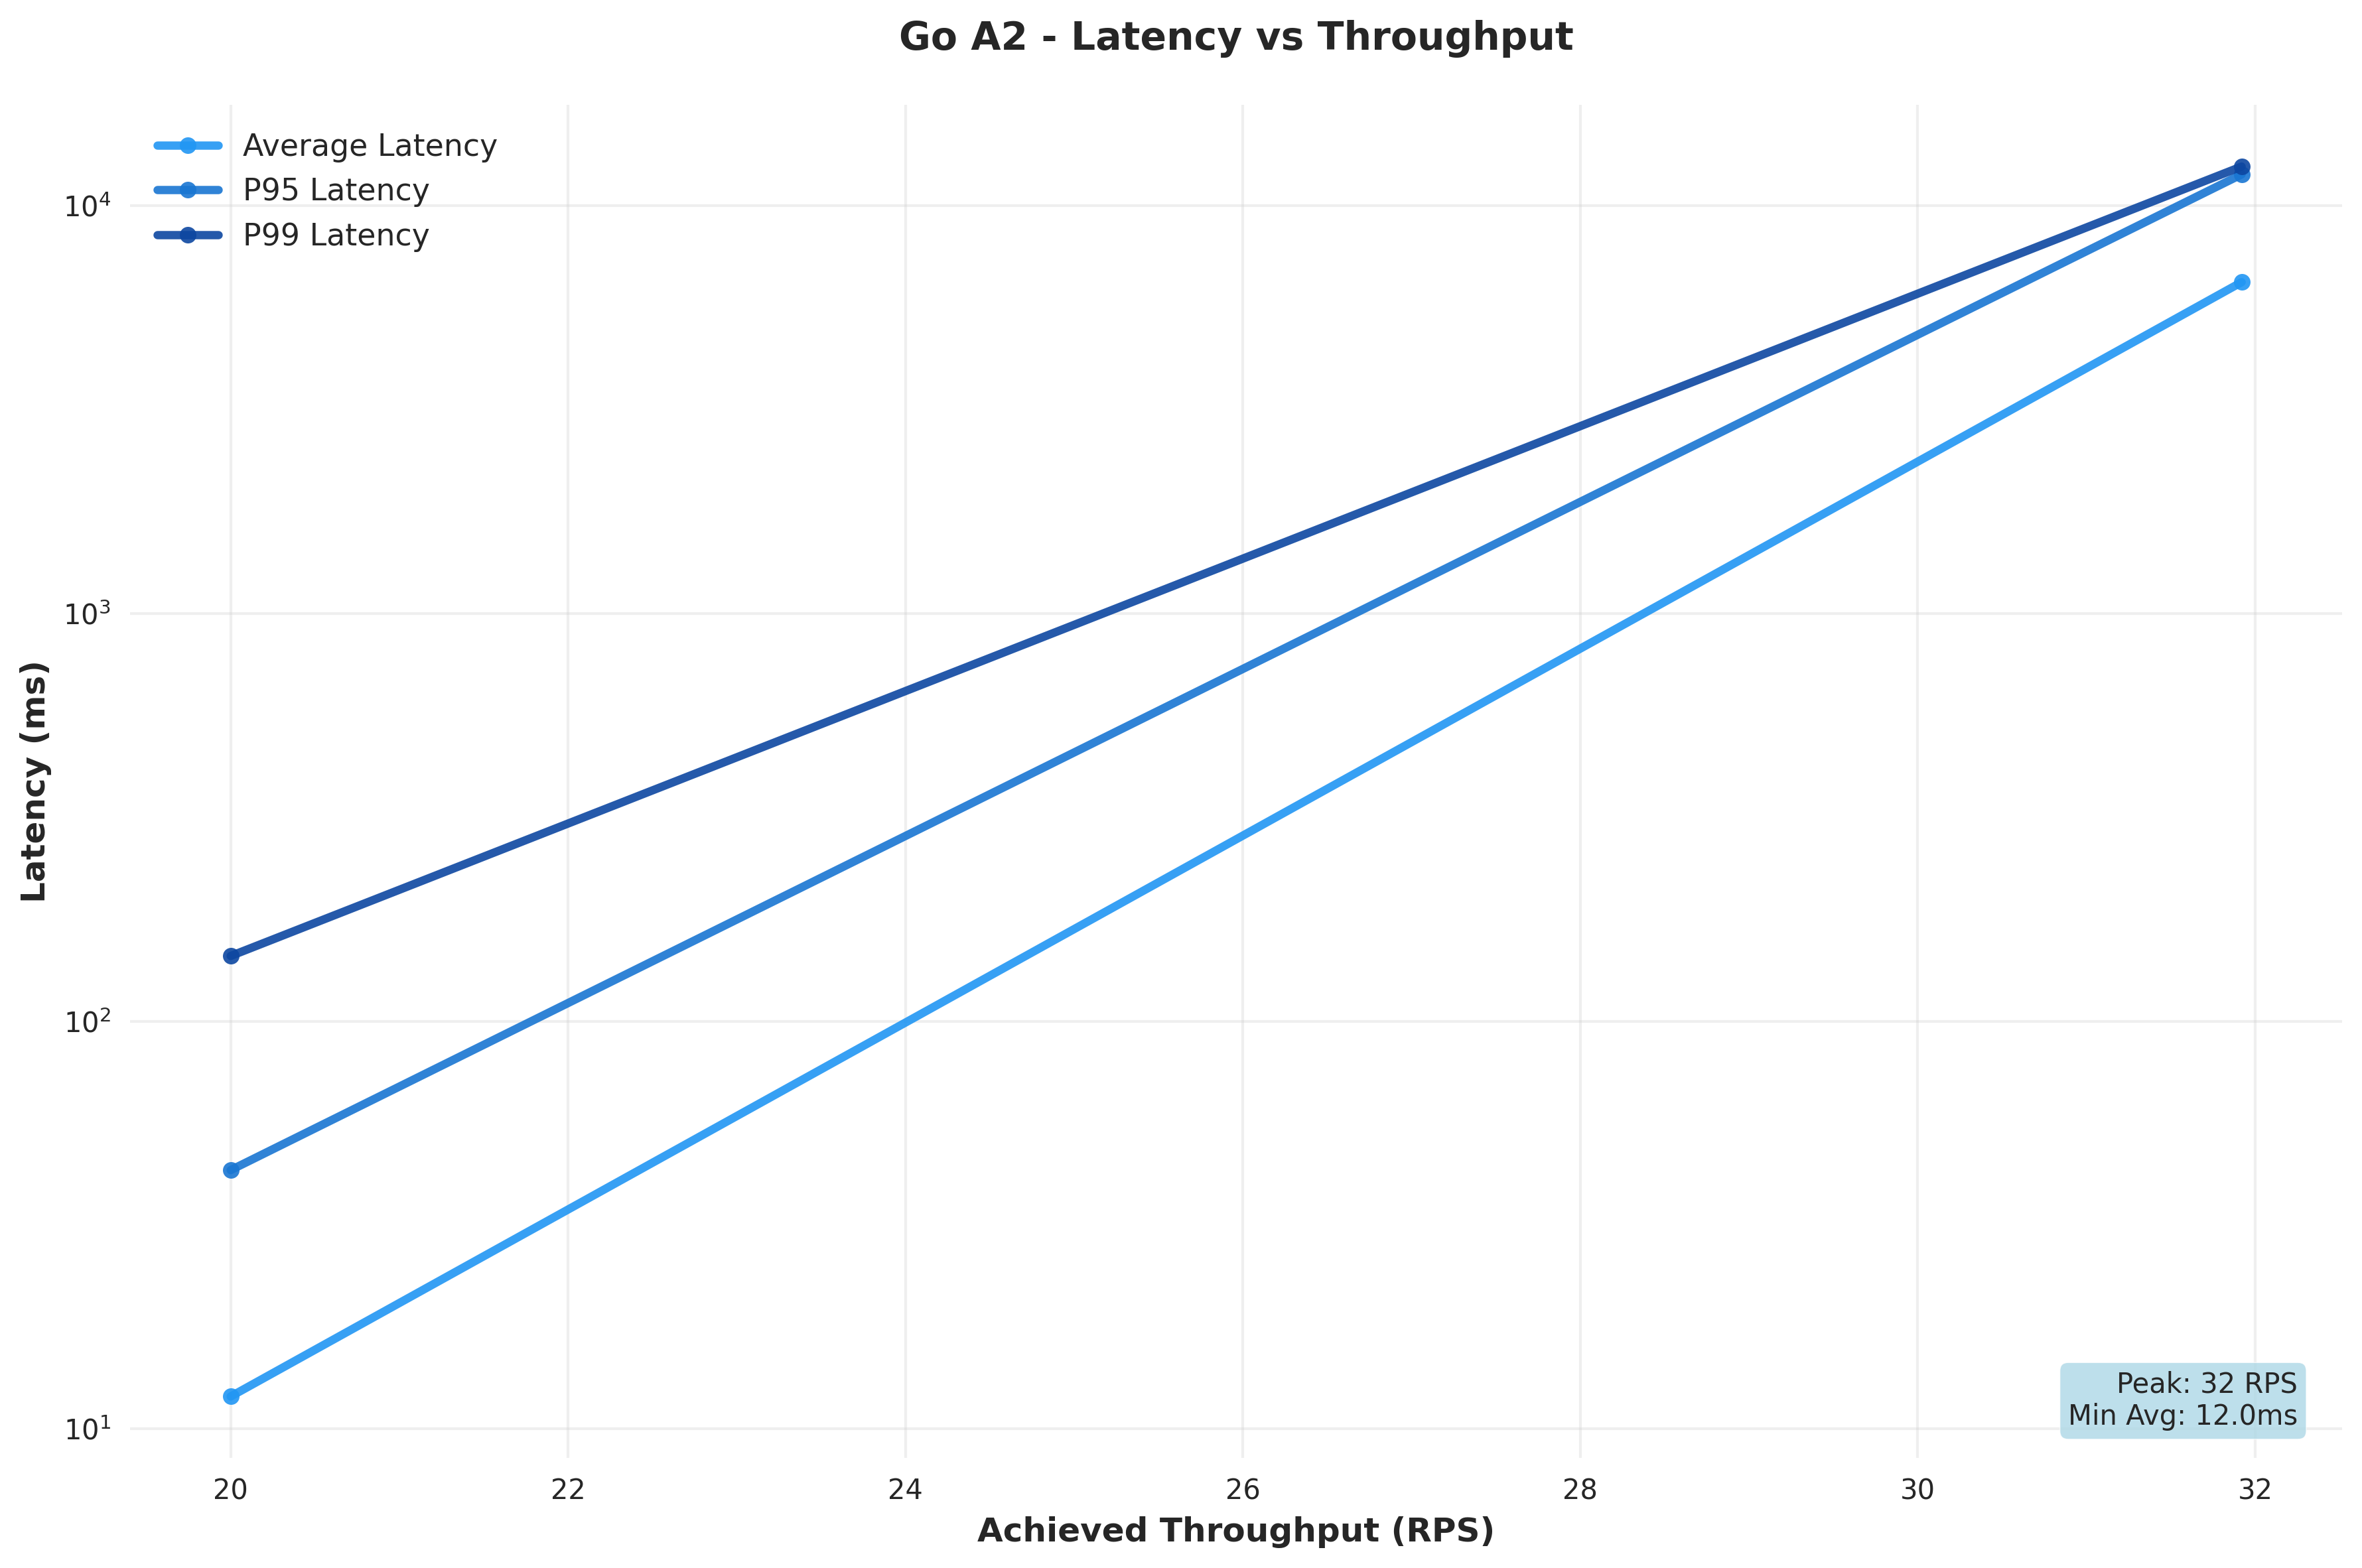 Go A2 - Latency vs Throughput
Average Latency
P95 Latency
P99 Latency
10⁴
10³
10²
10¹
Latency (ms)
Peak: 32 RPS
Min Avg: 12.0ms
20 22 24 26 28 30 32
Achieved Throughput (RPS)